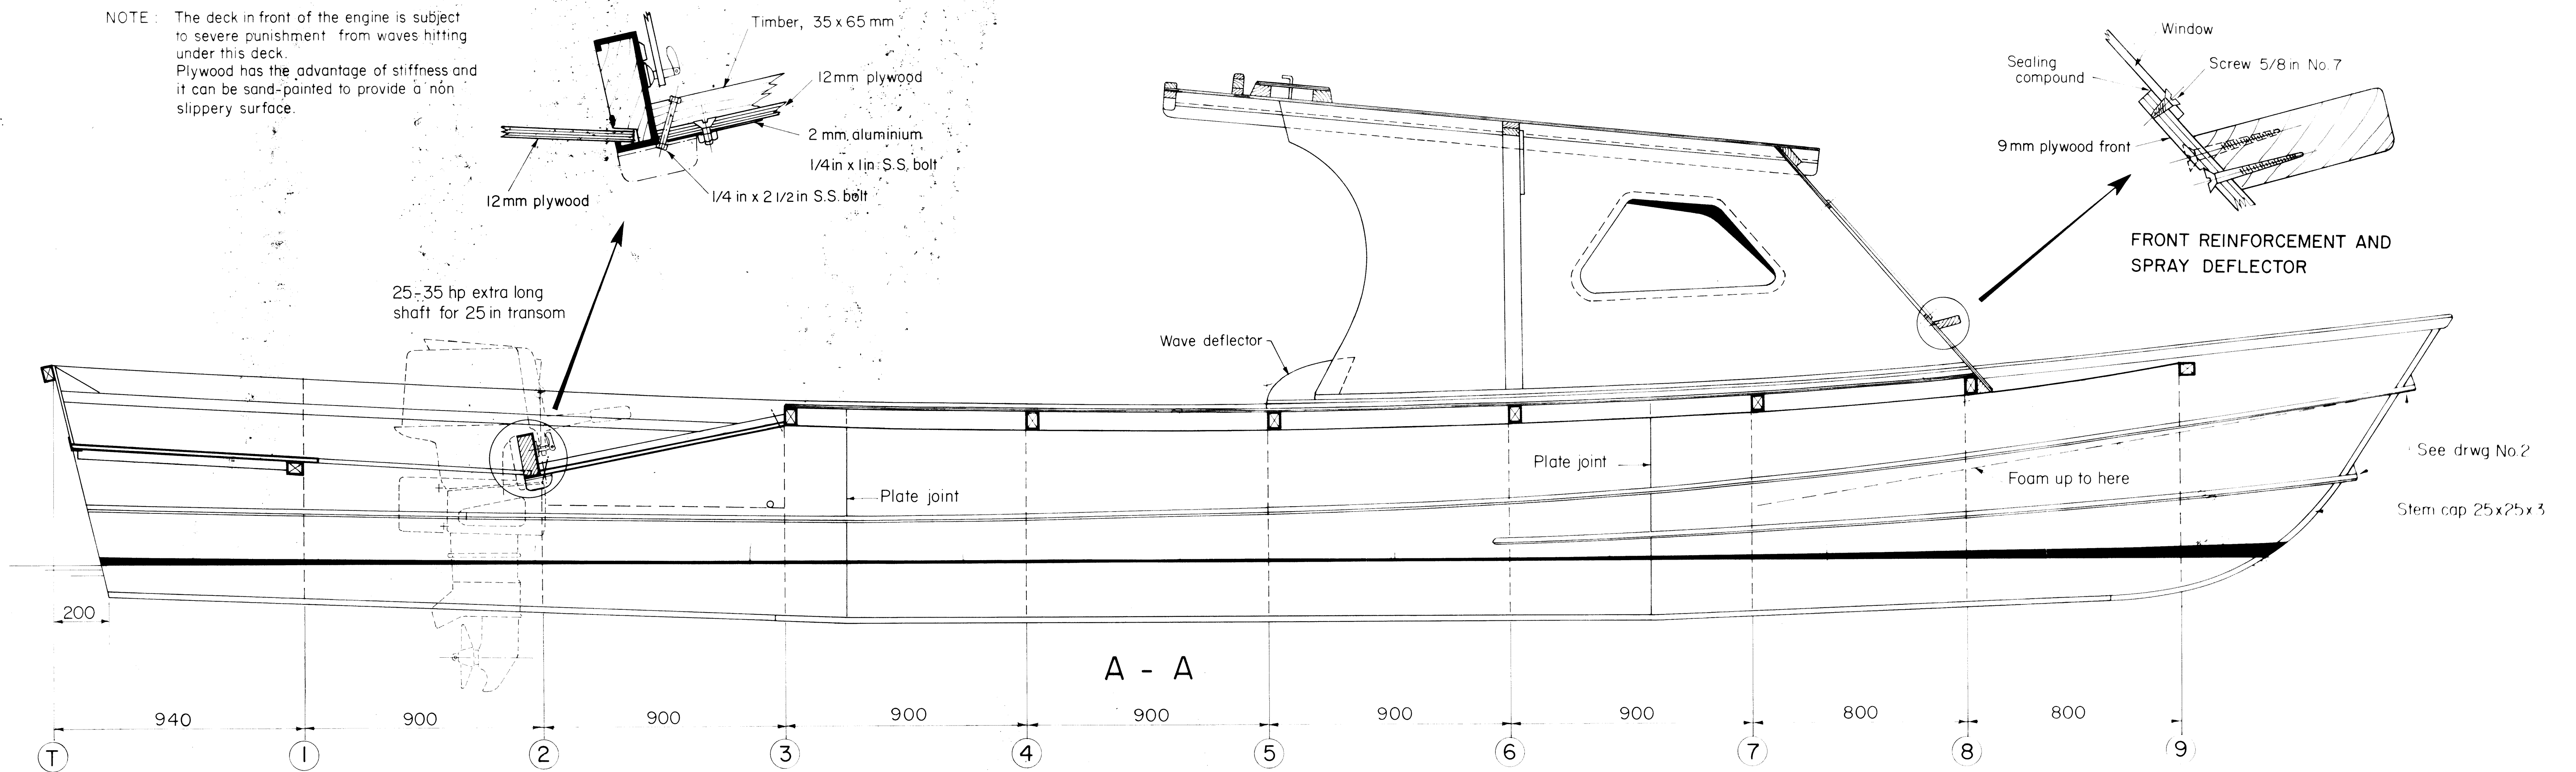 NOTE : The deck in front of the engine is subject
to severe punishment from waves hitting
under this deck.
Plywood has the advantage of stiffness and
it can be sand-painted to provide a non
slippery surface.
Timber, 35 x 65 mm
12mm plywood
2 mm aluminium
1/4 in x 1 in S.S. bolt
1/4 in x 2 1/2 in S.S. bolt
12mm plywood
25-35 hp extra long
shaft for 25 in transom
Window
Sealing
compound
Screw 5/8 in No. 7
9mm plywood front
FRONT REINFORCEMENT AND
SPRAY DEFLECTOR
Wave deflector
Plate joint
Plate joint
Foam up to here
See drwg No. 2
Stem cap 25x25x3
200
A - A
940
900
900
900
900
900
900
800
800
T
1
2
3
4
5
6
7
8
9